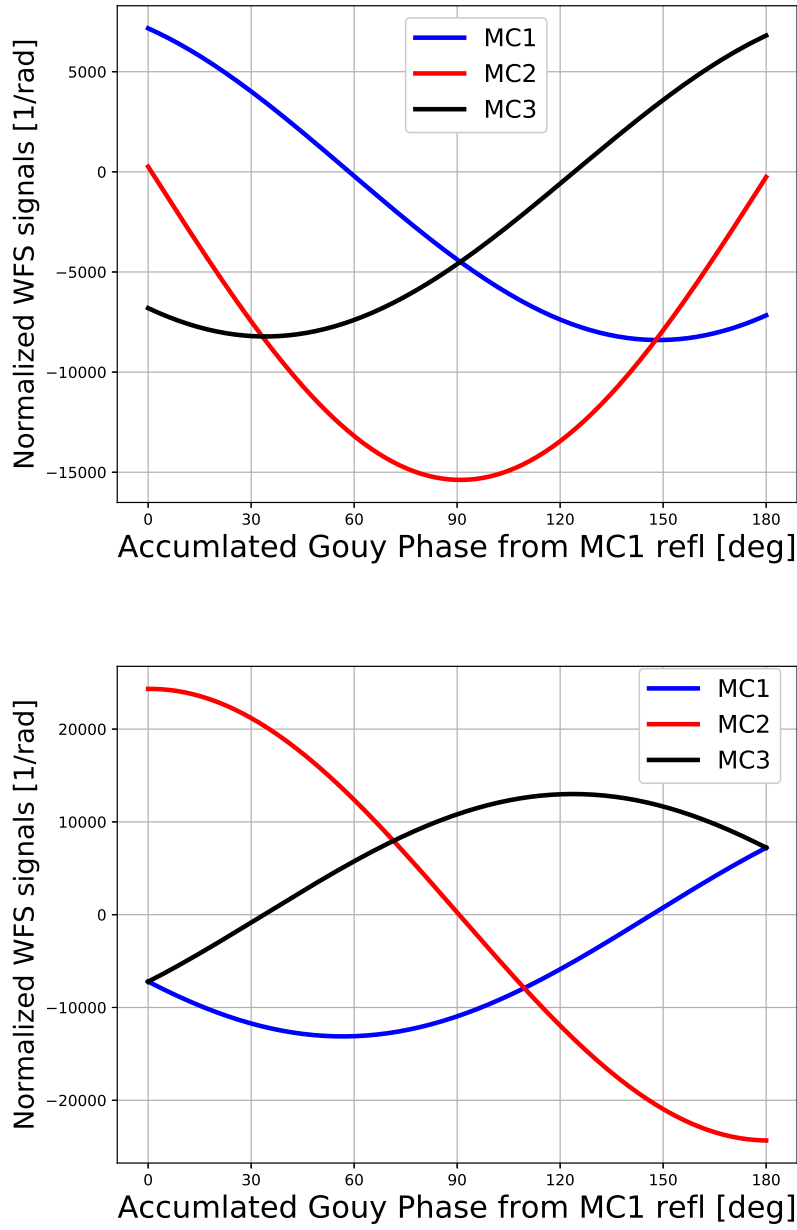 Normalized WFS signals [1/rad]
5000
0
−5000
−10000
−15000
MC1
MC2
MC3
0 30 60 90 120 150 180
Accumlated Gouy Phase from MC1 refl [deg]
Normalized WFS signals [1/rad]
20000
10000
0
−10000
−20000
MC1
MC2
MC3
0 30 60 90 120 150 180
Accumlated Gouy Phase from MC1 refl [deg]